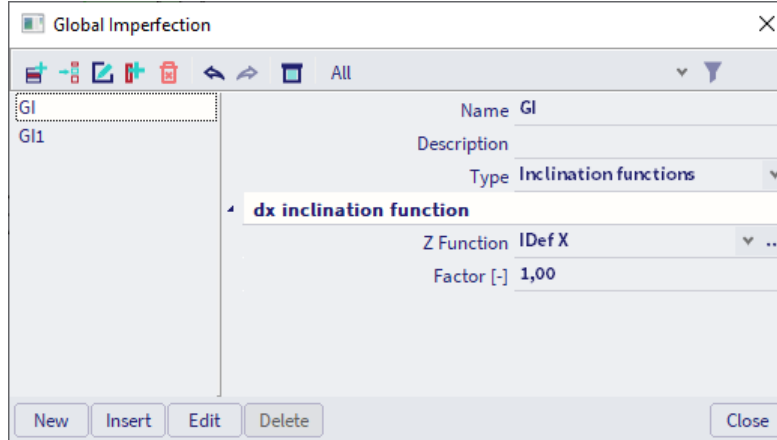 Global Imperfection
All
GI
GI1
Name GI
Description
Type Inclination functions
dx inclination function
Z Function IDef X ..
Factor [-] 1,00
New Insert Edit Delete Close